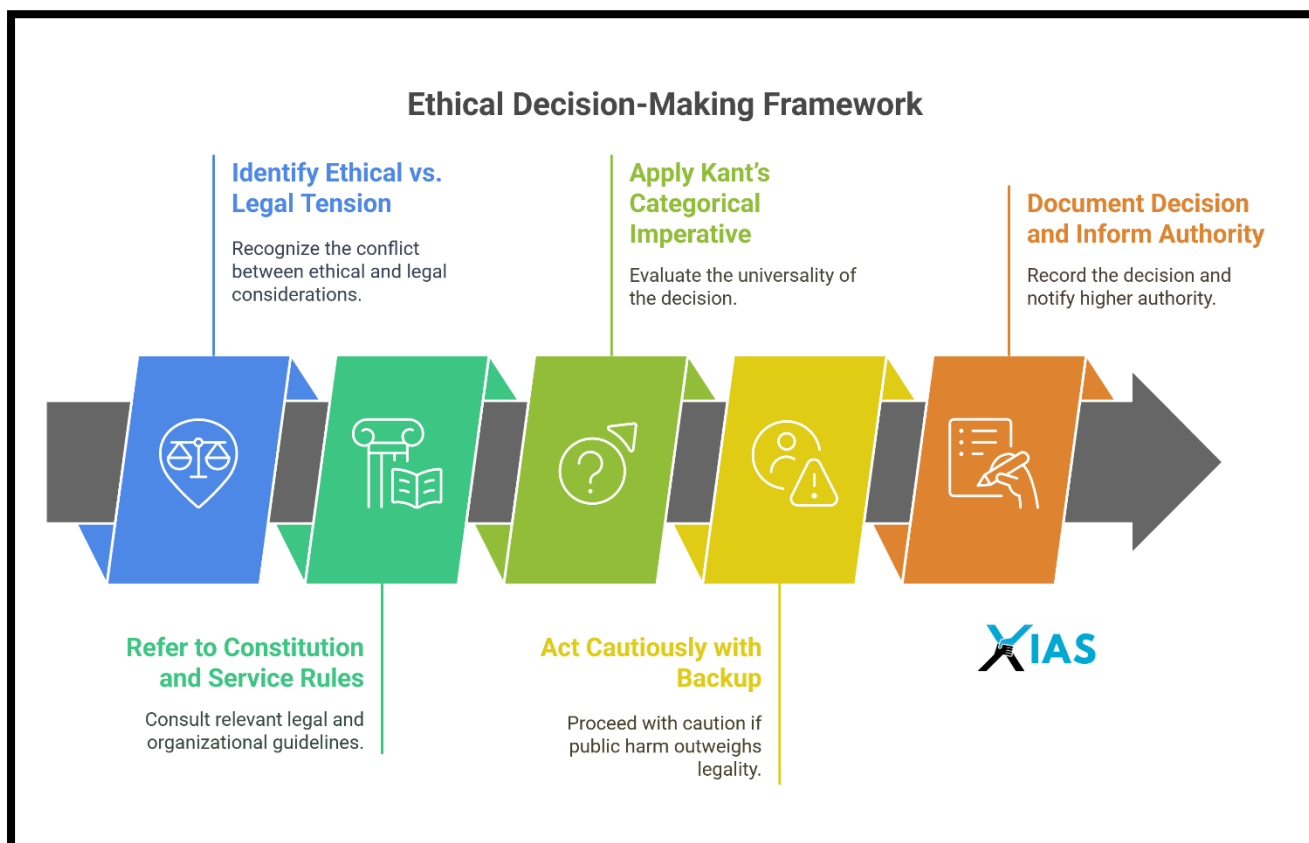 Ethical Decision-Making Framework
Identify Ethical vs.
Legal Tension
Recognize the conflict
between ethical and legal
considerations.
Refer to Constitution
and Service Rules
Consult relevant legal and
organizational guidelines.
Apply Kant's
Categorical
Imperative
Evaluate the universality of
the decision.
Act Cautiously with
Backup
Proceed with caution if
public harm outweighs
legality.
Document Decision
and Inform Authority
Record the decision and
notify higher authority.
XIAS